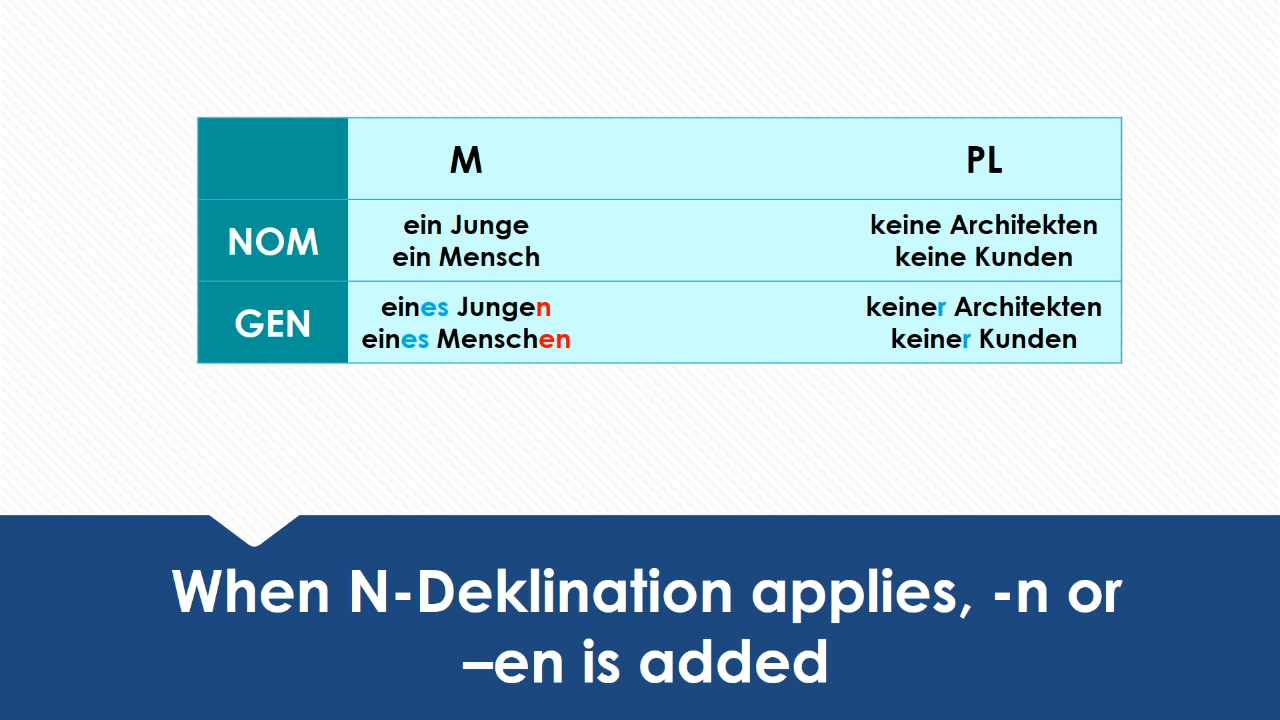 M PL
NOM ein Junge keine Architekten
ein Mensch keine Kunden
GEN eines Jungen keiner Architekten
eines Menschen keiner Kunden
When N-Deklination applies, -n or
–en is added